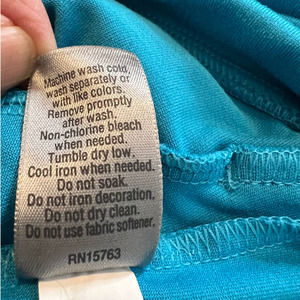 Machine wash cold,
wash separately or
with like colors.
Remove promptly
after wash.
Non-chlorine bleach
when needed.
Tumble dry low.
Cool iron when needed.
Do not soak.
Do not iron decoration.
Do not dry clean.
Do not use fabric softener.
RN15763